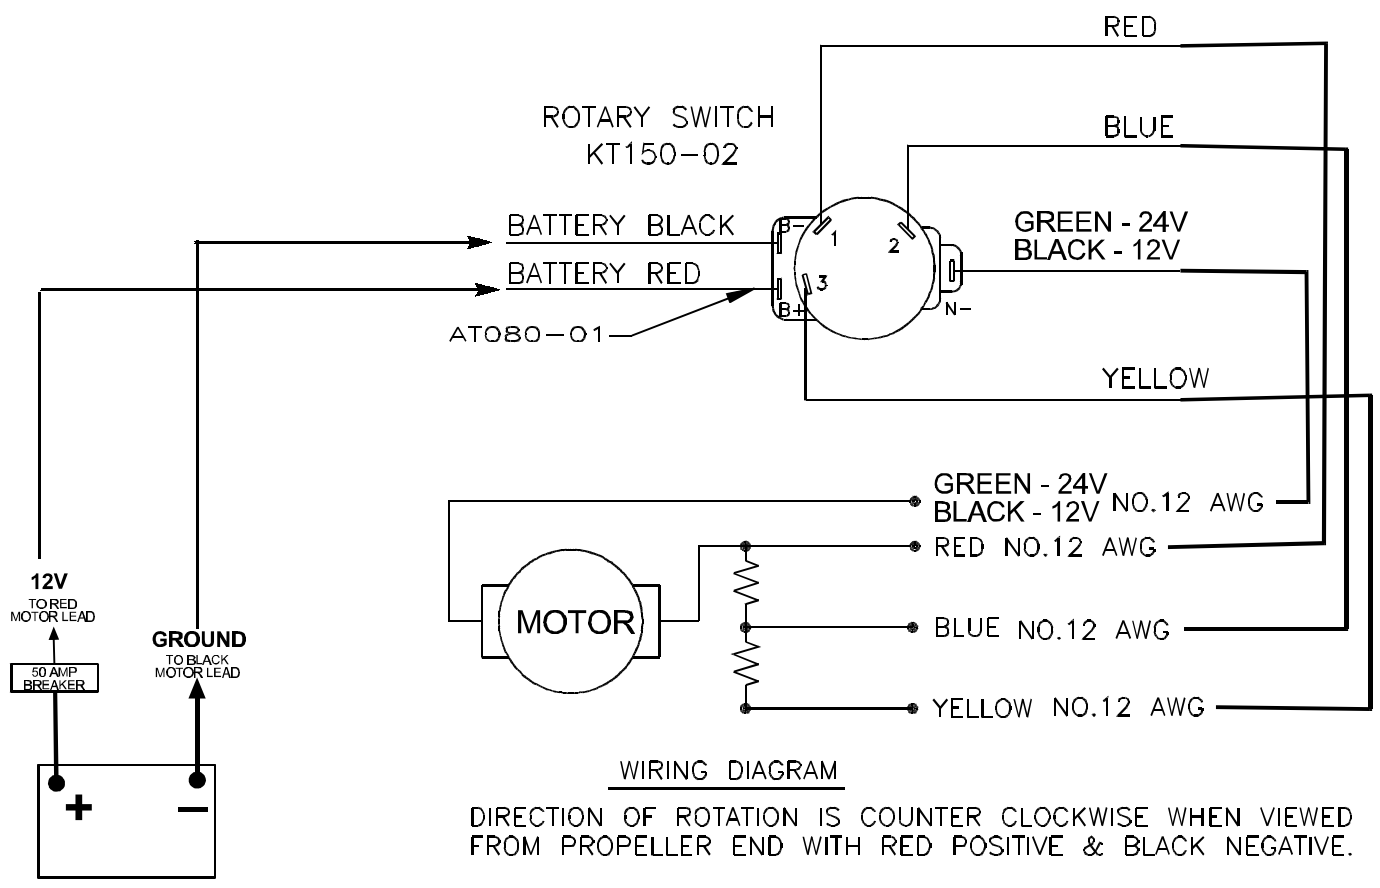 RED
ROTARY SWITCH
KT150-02
BLUE
BATTERY BLACK
B-
1
2
GREEN - 24V
BLACK - 12V
BATTERY RED
3
B+
N-
AT080-01
YELLOW
GREEN - 24V
BLACK - 12V
NO.12 AWG
RED NO.12 AWG
12V
TO RED
MOTOR LEAD
MOTOR
BLUE NO.12 AWG
GROUND
TO BLACK
MOTOR LEAD
50 AMP
BREAKER
YELLOW NO.12 AWG
+
-
WIRING DIAGRAM
DIRECTION OF ROTATION IS COUNTER CLOCKWISE WHEN VIEWED
FROM PROPELLER END WITH RED POSITIVE & BLACK NEGATIVE.